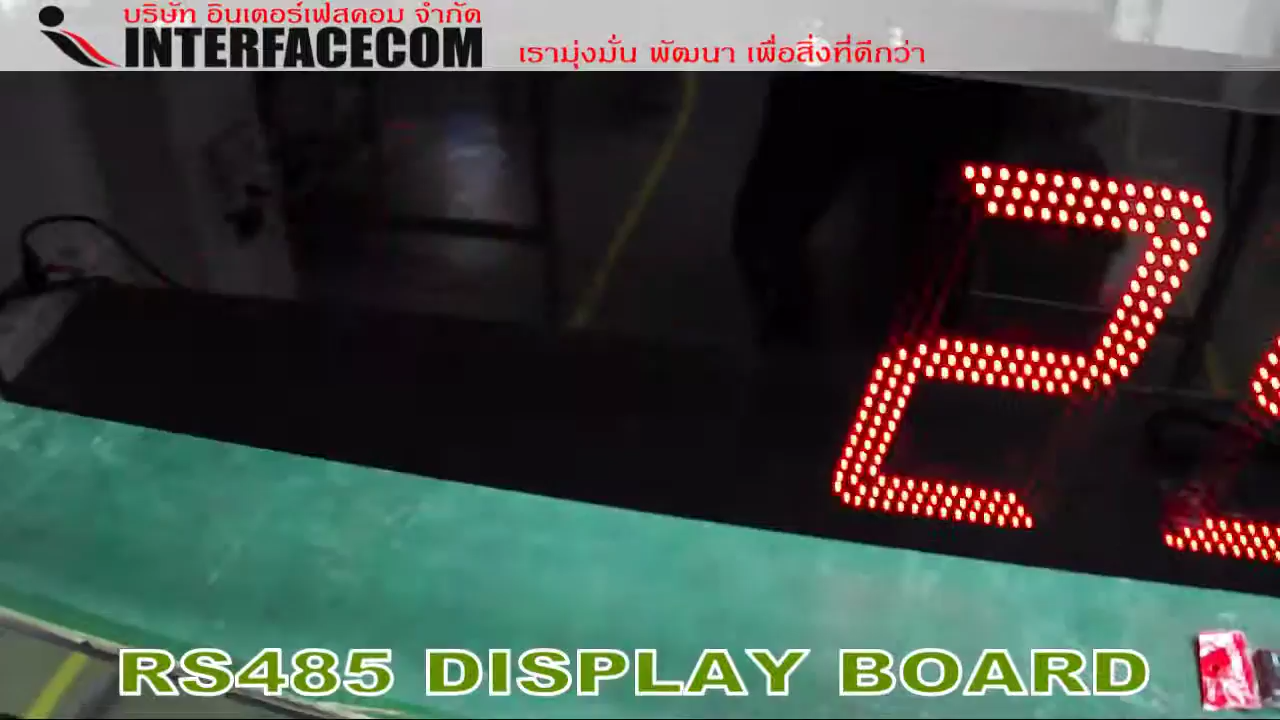 บริษัท อินเตอร์เฟสคอม จำกัด
INTERFACECOM
เรามุ่งมั่น พัฒนา เพื่อสิ่งที่ดีกว่า
2
RS485 DISPLAY BOARD